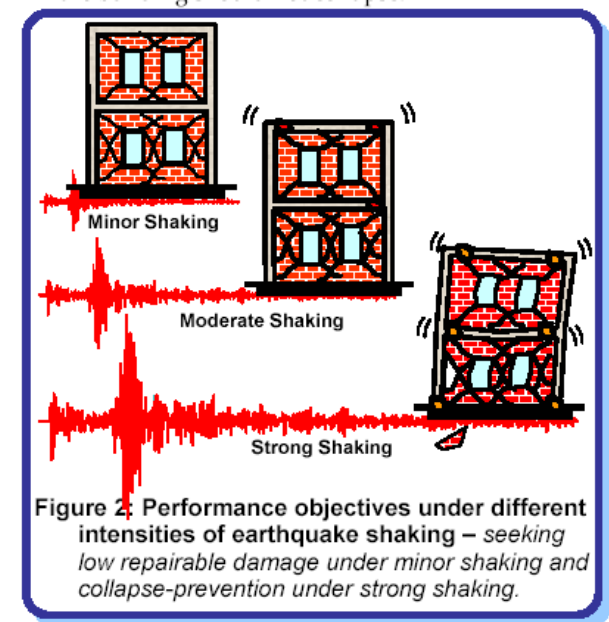 Minor Shaking
Moderate Shaking
Strong Shaking
Figure 2: Performance objectives under different
intensities of earthquake shaking – seeking
low repairable damage under minor shaking and
collapse-prevention under strong shaking.